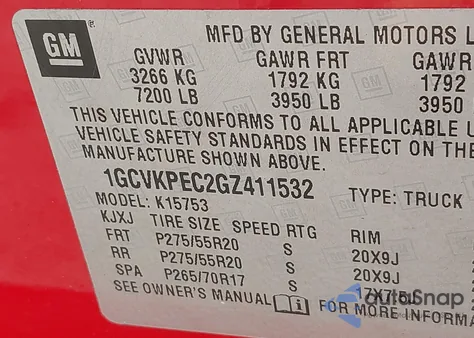 GM
MFD BY GENERAL MOTORS L
GVWR GAWR FRT GAWR
3266 KG 1792 KG 1792
7200 LB 3950 LB 3950
THIS VEHICLE CONFORMS TO ALL APPLICABLE
VEHICLE SAFETY STANDARDS IN EFFECT ON THE
MANUFACTURE SHOWN ABOVE.
1GCVKPEC2GZ411532 TYPE: TRUCK
MODEL: K15753
KJXJ TIRE SIZE SPEED RTG RIM
FRT P275/55R20 S 20X9J
RR P275/55R20 S 20X9J
SPA P265/70R17 S 17X7.5J
SEE OWNER'S MANUAL i FOR MORE INFORMA
autoSnap